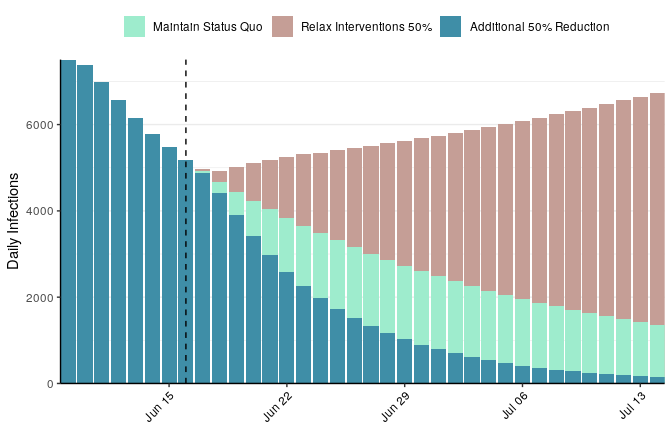 Maintain Status Quo Relax Interventions 50% Additional 50% Reduction
Daily Infections
6000
4000
2000
0
Jun 15 Jun 22 Jun 29 Jul 06 Jul 13